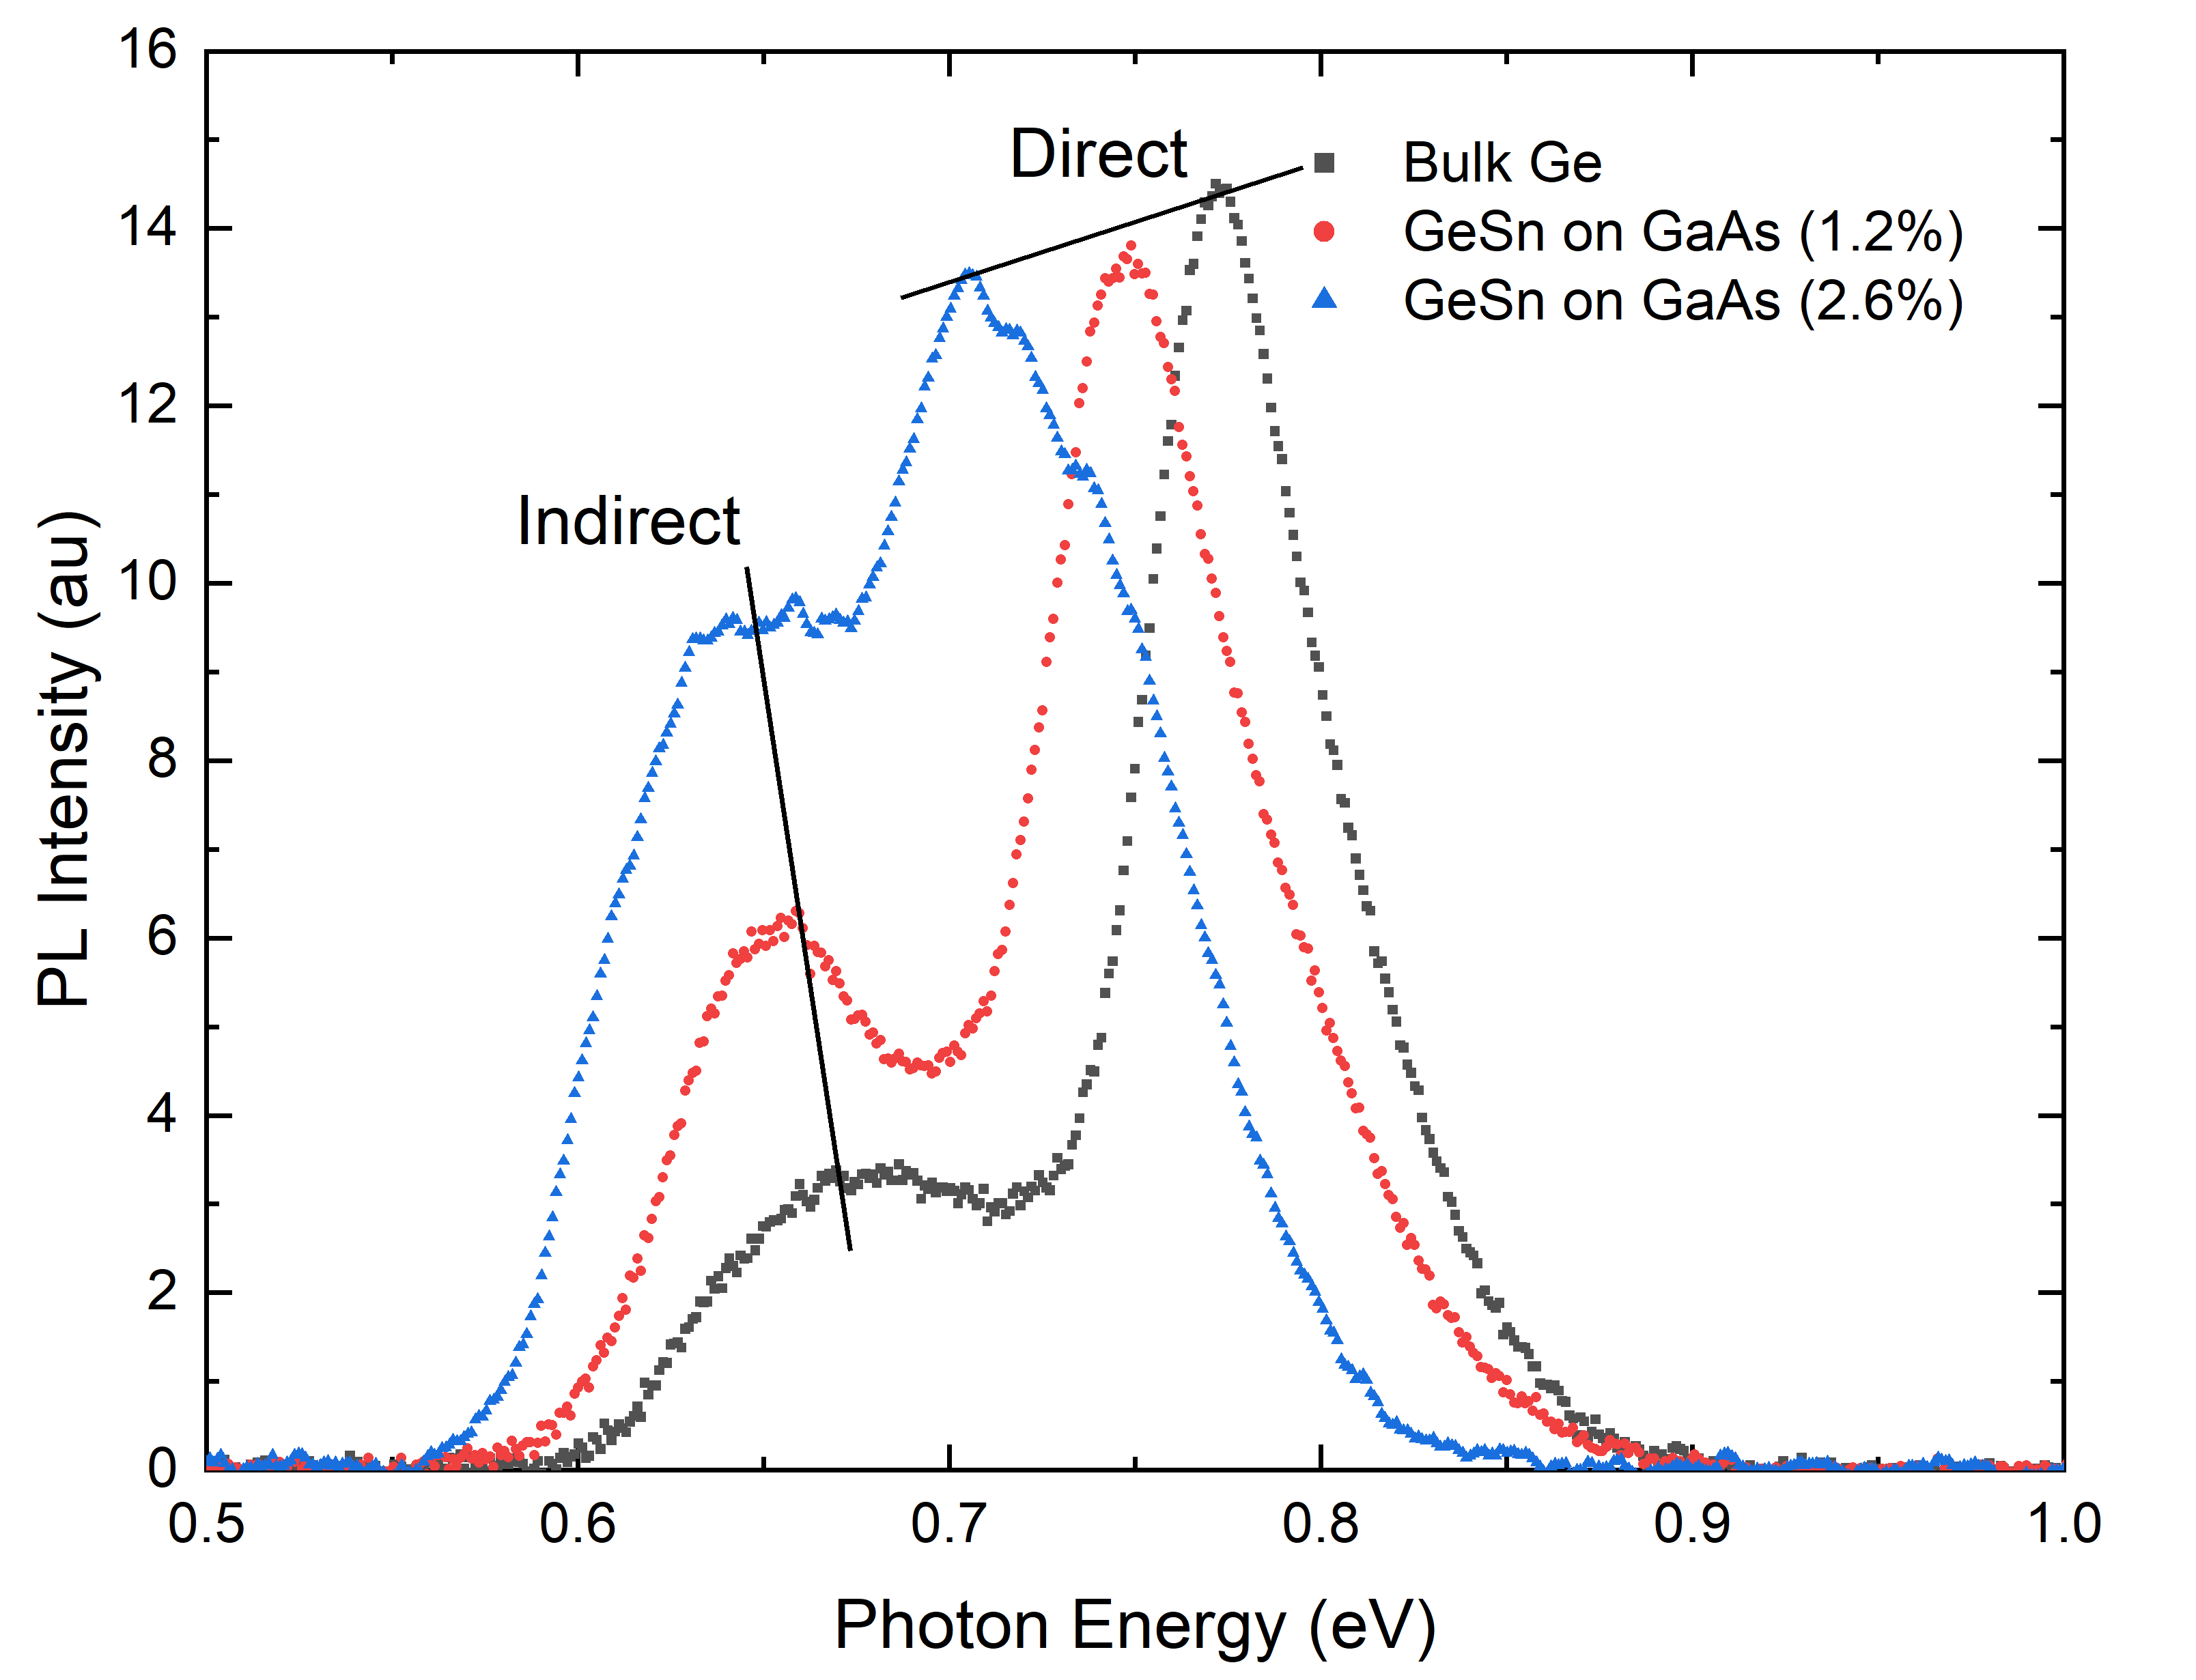 16
14
12
10
8
6
4
2
0
PL Intensity (au)
Direct
Indirect
Bulk Ge
GeSn on GaAs (1.2%)
GeSn on GaAs (2.6%)
0.5 0.6 0.7 0.8 0.9 1.0
Photon Energy (eV)